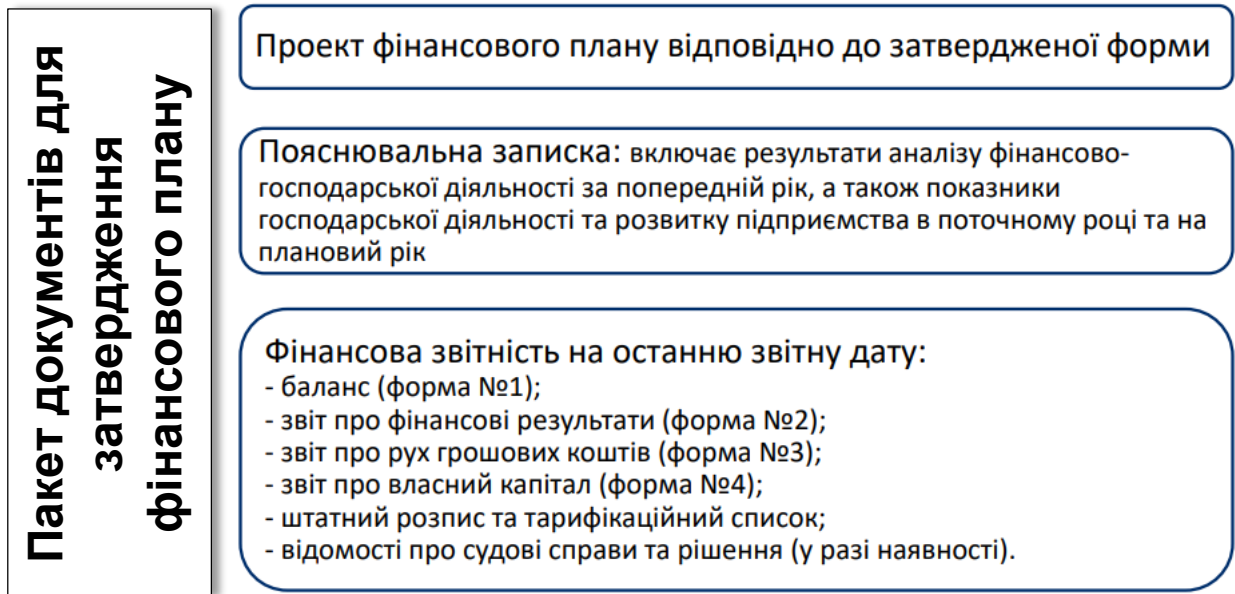 Пакет документів для
затвердження
фінансового плану
Проект фінансового плану відповідно до затвердженої форми
Пояснювальна записка: включає результати аналізу фінансово-
господарської діяльності за попередній рік, а також показники
господарської діяльності та розвитку підприємства в поточному році та на
плановий рік
Фінансова звітність на останню звітну дату:
- баланс (форма №1);
- звіт про фінансові результати (форма №2);
- звіт про рух грошових коштів (форма №3);
- звіт про власний капітал (форма №4);
- штатний розпис та тарифікаційний список;
- відомості про судові справи та рішення (у разі наявності).